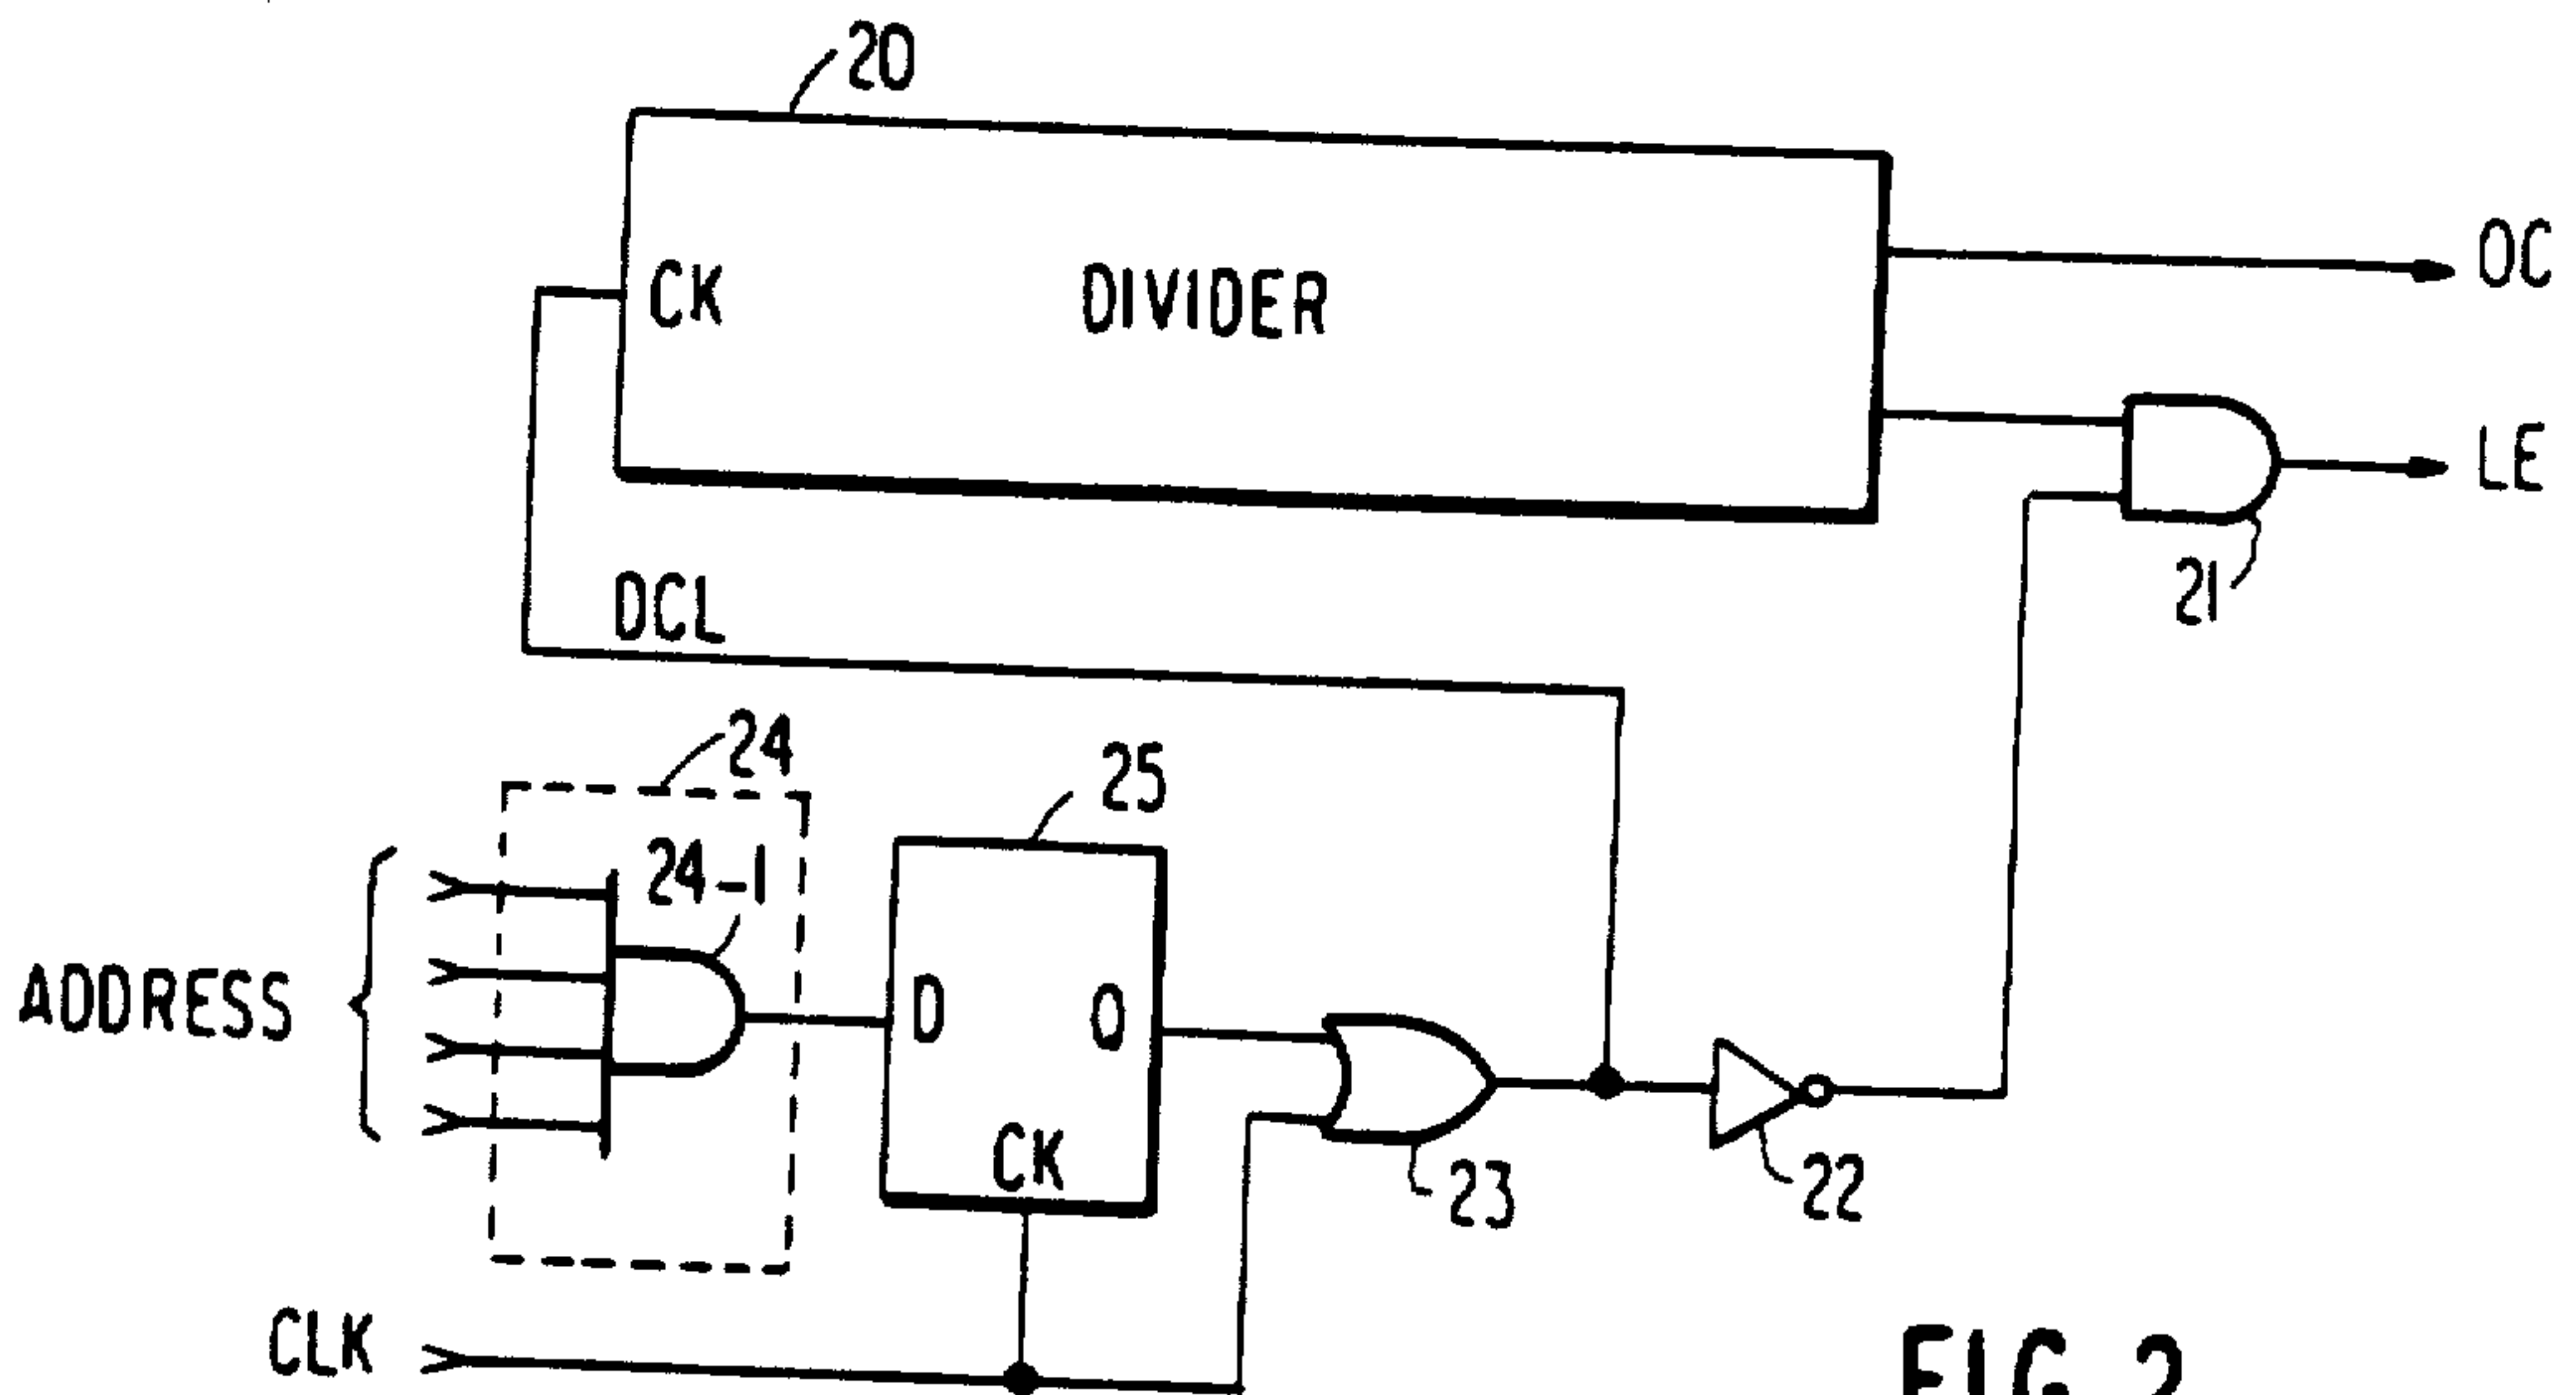 20
CK
DIVIDER
OC
LE
21
DCL
24
25
24-1
ADDRESS
D
Q
CK
23
22
CLK
FIG. 2